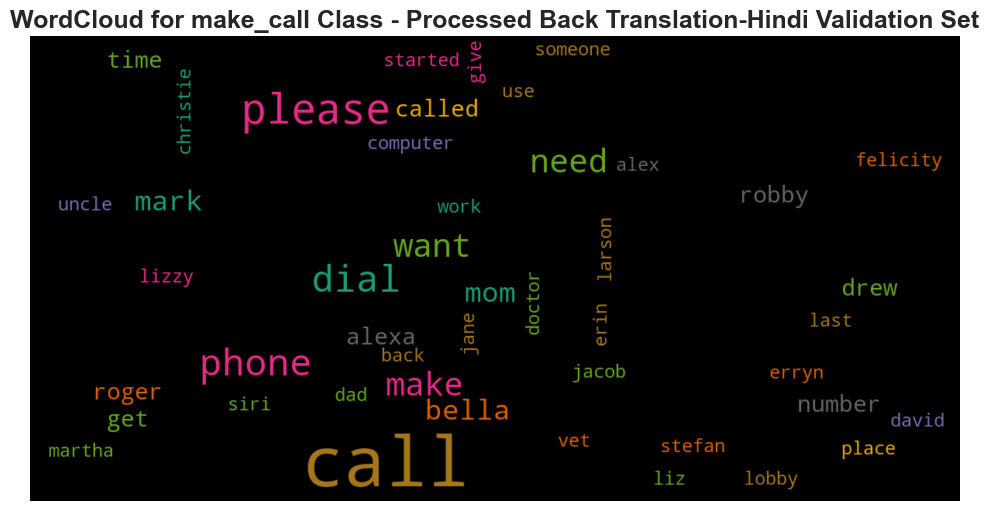 WordCloud for make_call Class - Processed Back Translation-Hindi Validation Set
someone
give
started
time
christie
use
please
called
computer
need
alex
felicity
robby
mark
uncle
work
larson
want
lizzy
dial
mom
doctor
drew
last
erin
jane
alexa
back
phone
jacob
erryn
make
roger
siri
dad
number
bella
get
david
martha
call
vet
stefan
place
liz
lobby